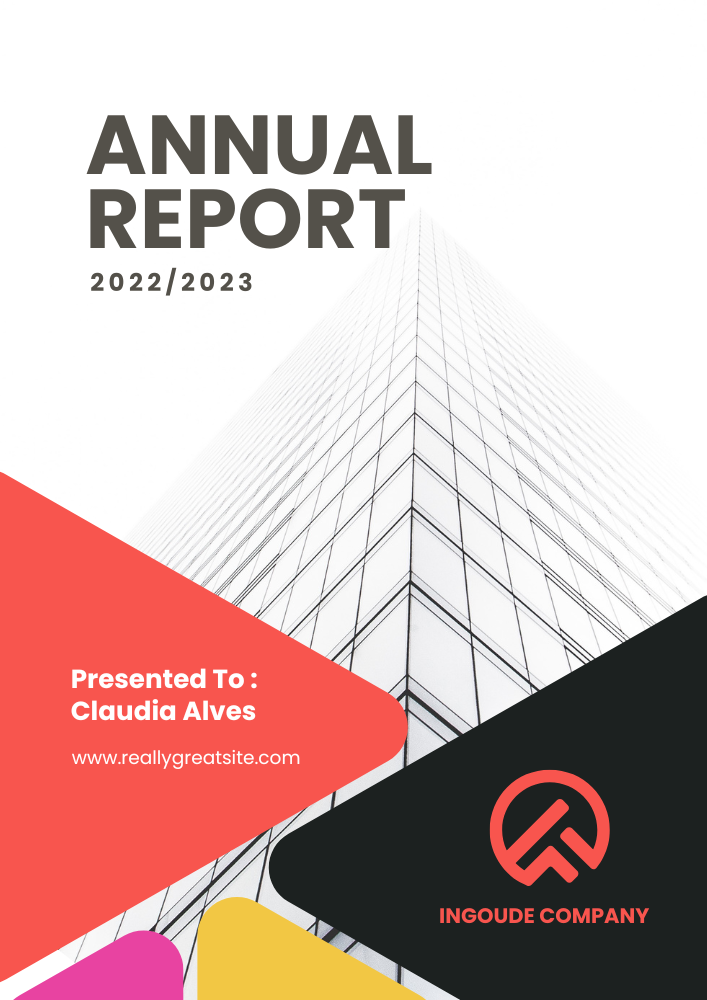 ANNUAL
REPORT
2022/2023
Presented To :
Claudia Alves
www.reallygreatsite.com
INGOUDE COMPANY